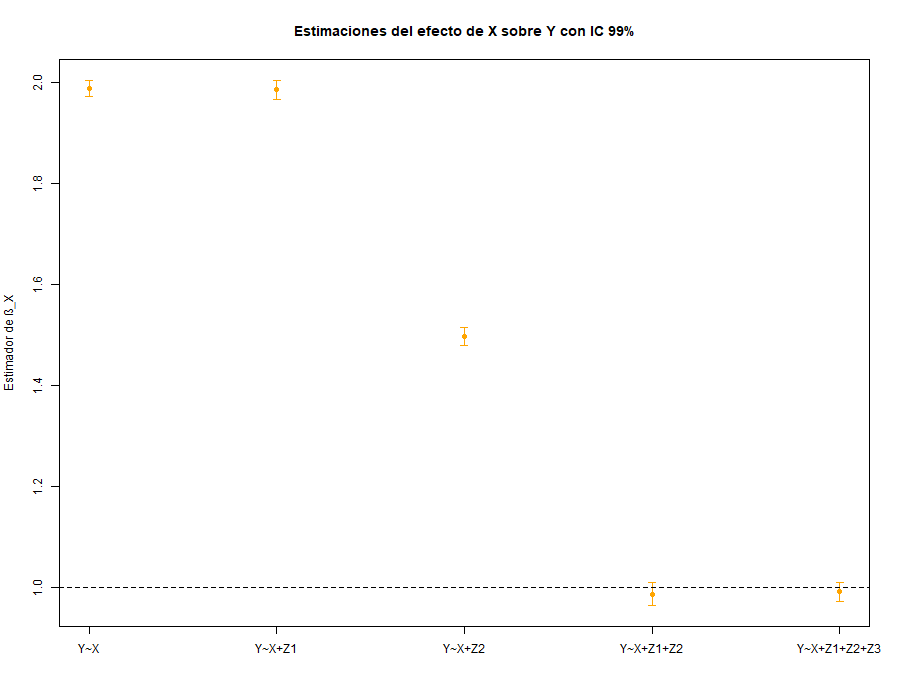 Estimaciones del efecto de X sobre Y con IC 99%
Estimador de ß_X
2.0
1.8
1.6
1.4
1.2
1.0
Y~X
Y~X+Z1
Y~X+Z2
Y~X+Z1+Z2
Y~X+Z1+Z2+Z3